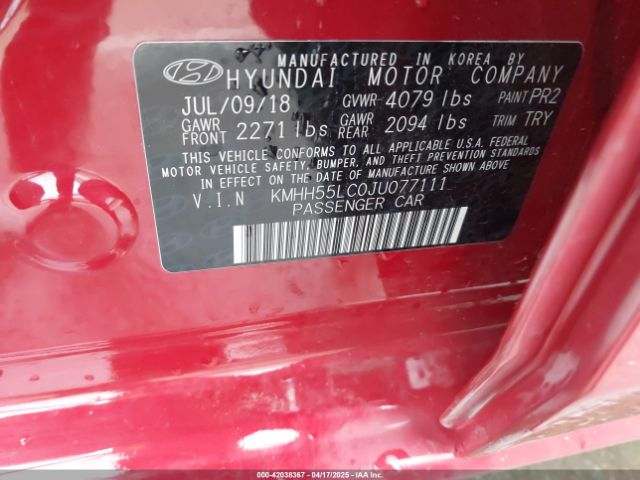 MANUFACTURED IN KOREA BY
HYUNDAI MOTOR COMPANY
JUL/09/18 GVWR 4079 lbs PAINT PR2
GAWR FRONT 2271 lbs GAWR REAR 2094 lbs TRIM TRY
THIS VEHICLE CONFORMS TO ALL APPLICABLE U.S.A. FEDERAL
MOTOR VEHICLE SAFETY, BUMPER, AND THEFT PREVENTION STANDARDS
IN EFFECT ON THE DATE OF MANUFACTURE SHOWN ABOVE
V.I.N KMHH55LC0JU077111
PASSENGER CAR
000-42038367 - 04/17/2025 - IAAI.COM